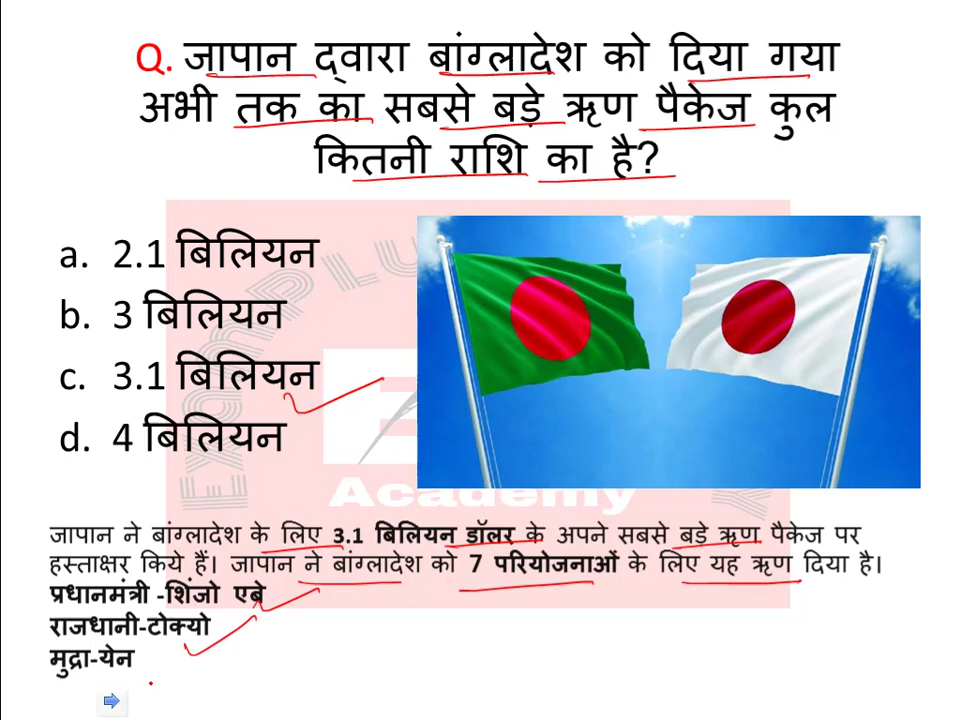 Q. जापान द्वारा बांग्लादेश को दिया गया
अभी तक का सबसे बड़े ऋण पैकेज कुल
कितनी राशि का है?
a. 2.1 बिलियन
b. 3 बिलियन
c. 3.1 बिलियन
d. 4 बिलियन
Academy
जापान ने बांग्लादेश के लिए 3.1 बिलियन डॉलर के अपने सबसे बड़े ऋण पैकेज पर
हस्ताक्षर किये हैं। जापान ने बांग्लादेश को 7 परियोजनाओं के लिए यह ऋण दिया है।
प्रधानमंत्री -शिंजो एबे
राजधानी-टोक्यो
मुद्रा-येन